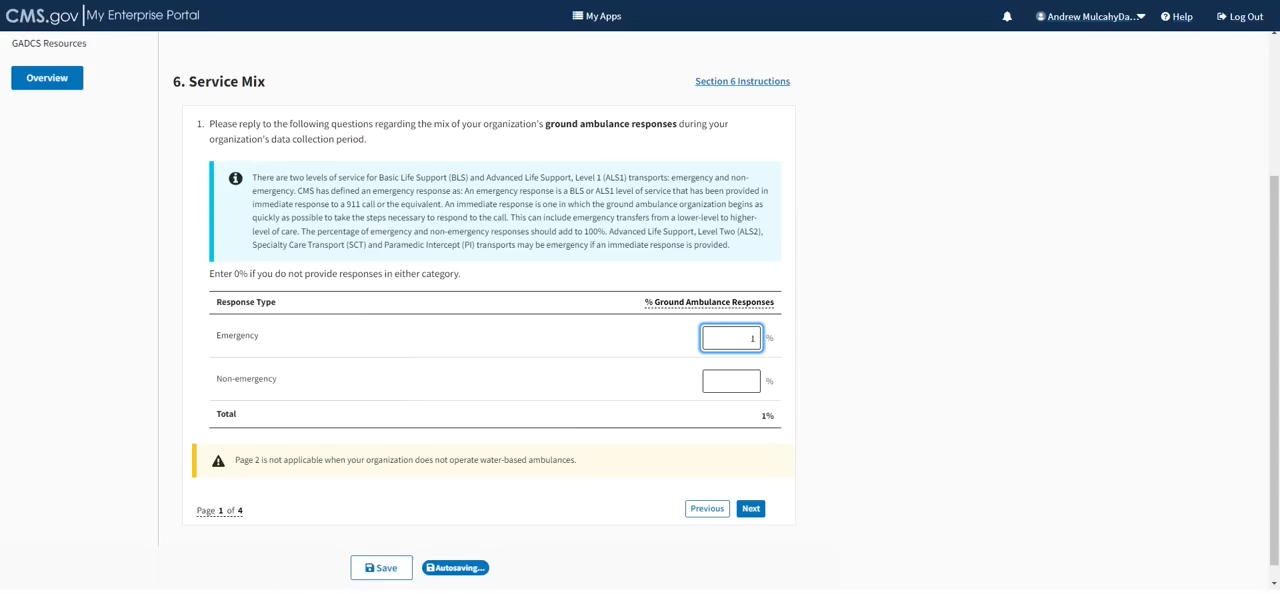 CMS.gov My Enterprise Portal
My Apps
Andrew MulcahyDa...
Help
Log Out
GADCS Resources
Overview
6. Service Mix
Section 6 Instructions
1. Please reply to the following questions regarding the mix of your organization's ground ambulance responses during your
organization's data collection period.
There are two levels of service for Basic Life Support (BLS) and Advanced Life Support, Level 1 (ALS1) transports: emergency and non-
emergency. CMS has defined an emergency response as: An emergency response is a BLS or ALS1 level of service that has been provided in
immediate response to a 911 call or the equivalent. An immediate response is one in which the ground ambulance organization begins as
quickly as possible to take the steps necessary to respond to the call. This can include emergency transfers from a lower-level to higher-
level of care. The percentage of emergency and non-emergency responses should add to 100%. Advanced Life Support, Level Two (ALS2),
Specialty Care Transport (SCT) and Paramedic Intercept (PI) transports may be emergency if an immediate response is provided.
Enter 0% if you do not provide responses in either category.
Response Type % Ground Ambulance Responses
Emergency 1 %
Non-emergency %
Total 1%
Page 2 is not applicable when your organization does not operate water-based ambulances.
Page 1 of 4
Previous Next
Save Autosaving...